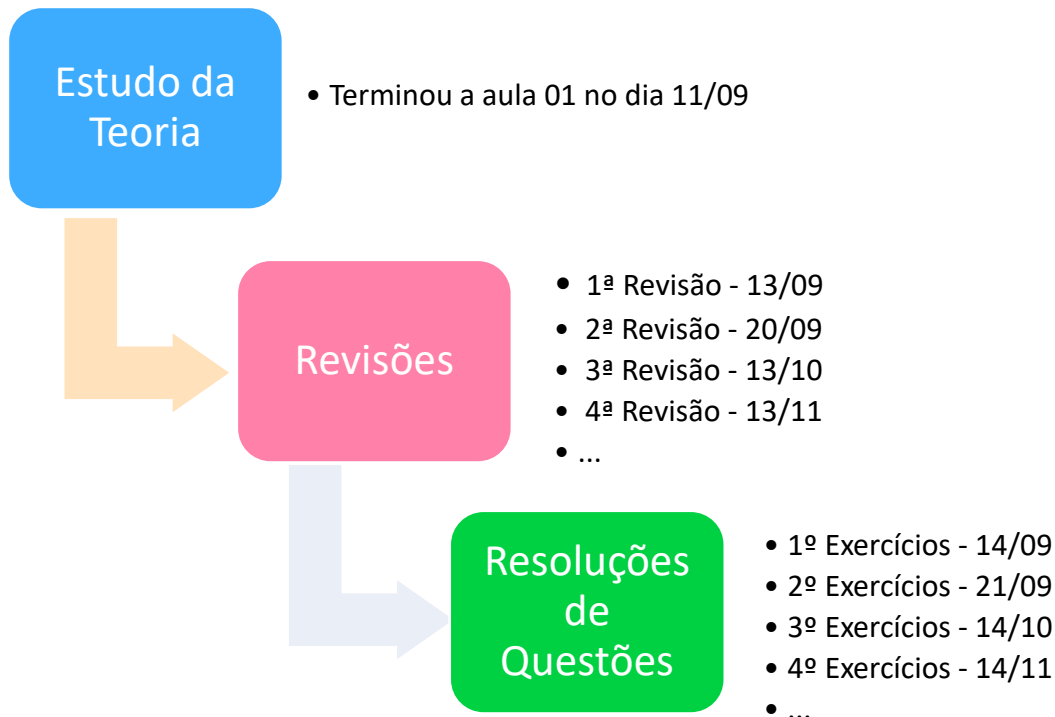 Estudo da
Teoria
• Terminou a aula 01 no dia 11/09
Revisões
• 1ª Revisão - 13/09
• 2ª Revisão - 20/09
• 3ª Revisão - 13/10
• 4ª Revisão - 13/11
• ...
Resoluções
de
Questões
• 1º Exercícios - 14/09
• 2º Exercícios - 21/09
• 3º Exercícios - 14/10
• 4º Exercícios - 14/11
• ...